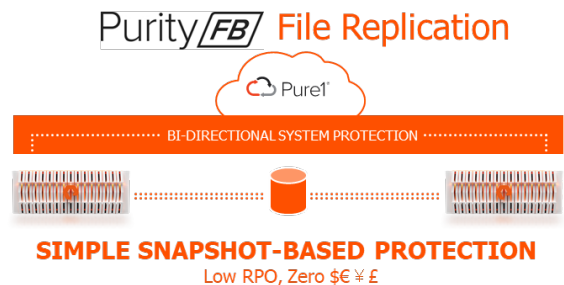 Purity FB File Replication
Pure1®
BI-DIRECTIONAL SYSTEM PROTECTION
SIMPLE SNAPSHOT-BASED PROTECTION
Low RPO, Zero $€¥£